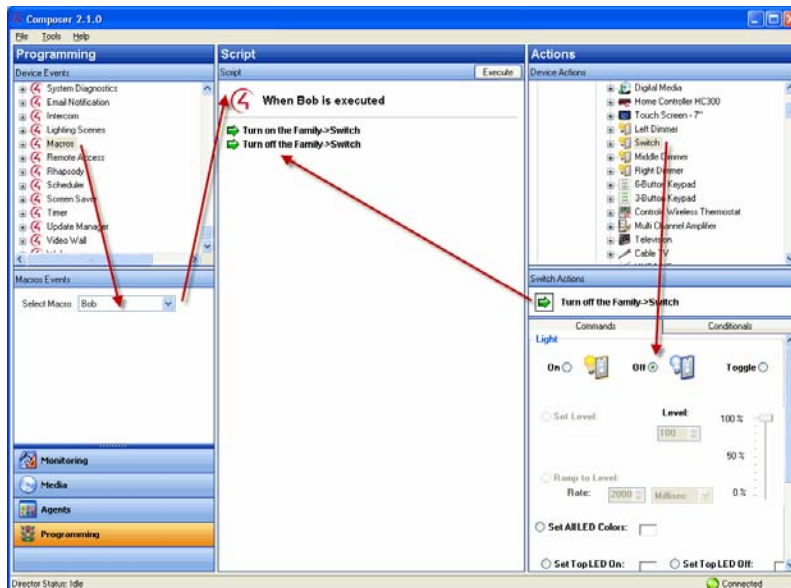 Composer 2.1.0
File Tools Help
Programming
Device Events
System Diagnostics
Email Notification
Intercom
Lighting Scenes
Macros
Remote Access
Rhapsody
Scheduler
Screen Saver
Timer
Update Manager
Video Wall
Macros Events
Select Macro: Bob
Monitoring
Media
Agents
Programming
Script
Script Execute
When Bob is executed
Turn on the Family->Switch
Turn off the Family->Switch
Actions
Device Actions
Digital Media
Home Controller HC300
Touch Screen - 7"
Left Dimmer
Switch
Middle Dimmer
Right Dimmer
6-Button Keypad
3-Button Keypad
Control4 Wireless Thermostat
Multi Channel Amplifier
Television
Cable TV
Switch Actions
Turn off the Family->Switch
Commands Conditionals
Light
On Off Toggle
Set Level: Level: 100 %
100
50 %
Ramp to Level:
Rate: 2000 Millisec 0 %
Set All LED Colors:
Set Top LED On: Set Top LED Off:
Director Status: Idle Connected